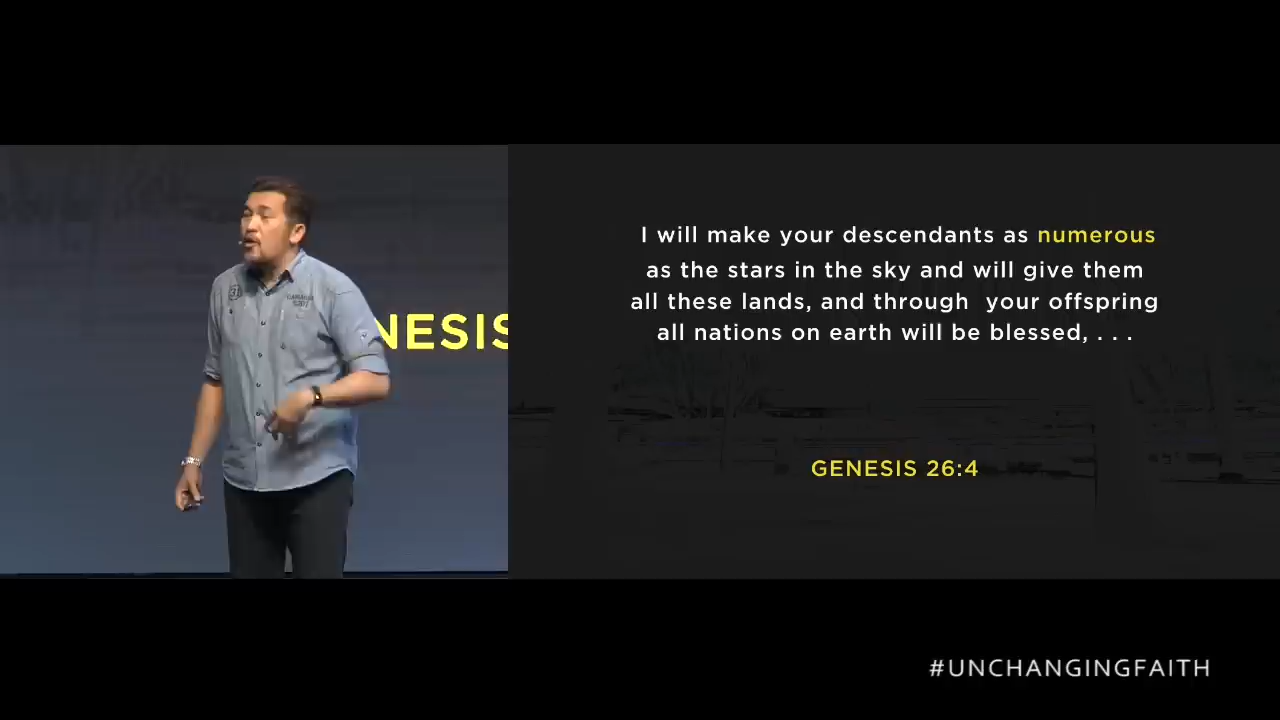 NESIS
I will make your descendants as numerous
as the stars in the sky and will give them
all these lands, and through your offspring
all nations on earth will be blessed, . . .
GENESIS 26:4
#UNCHANGINGFAITH